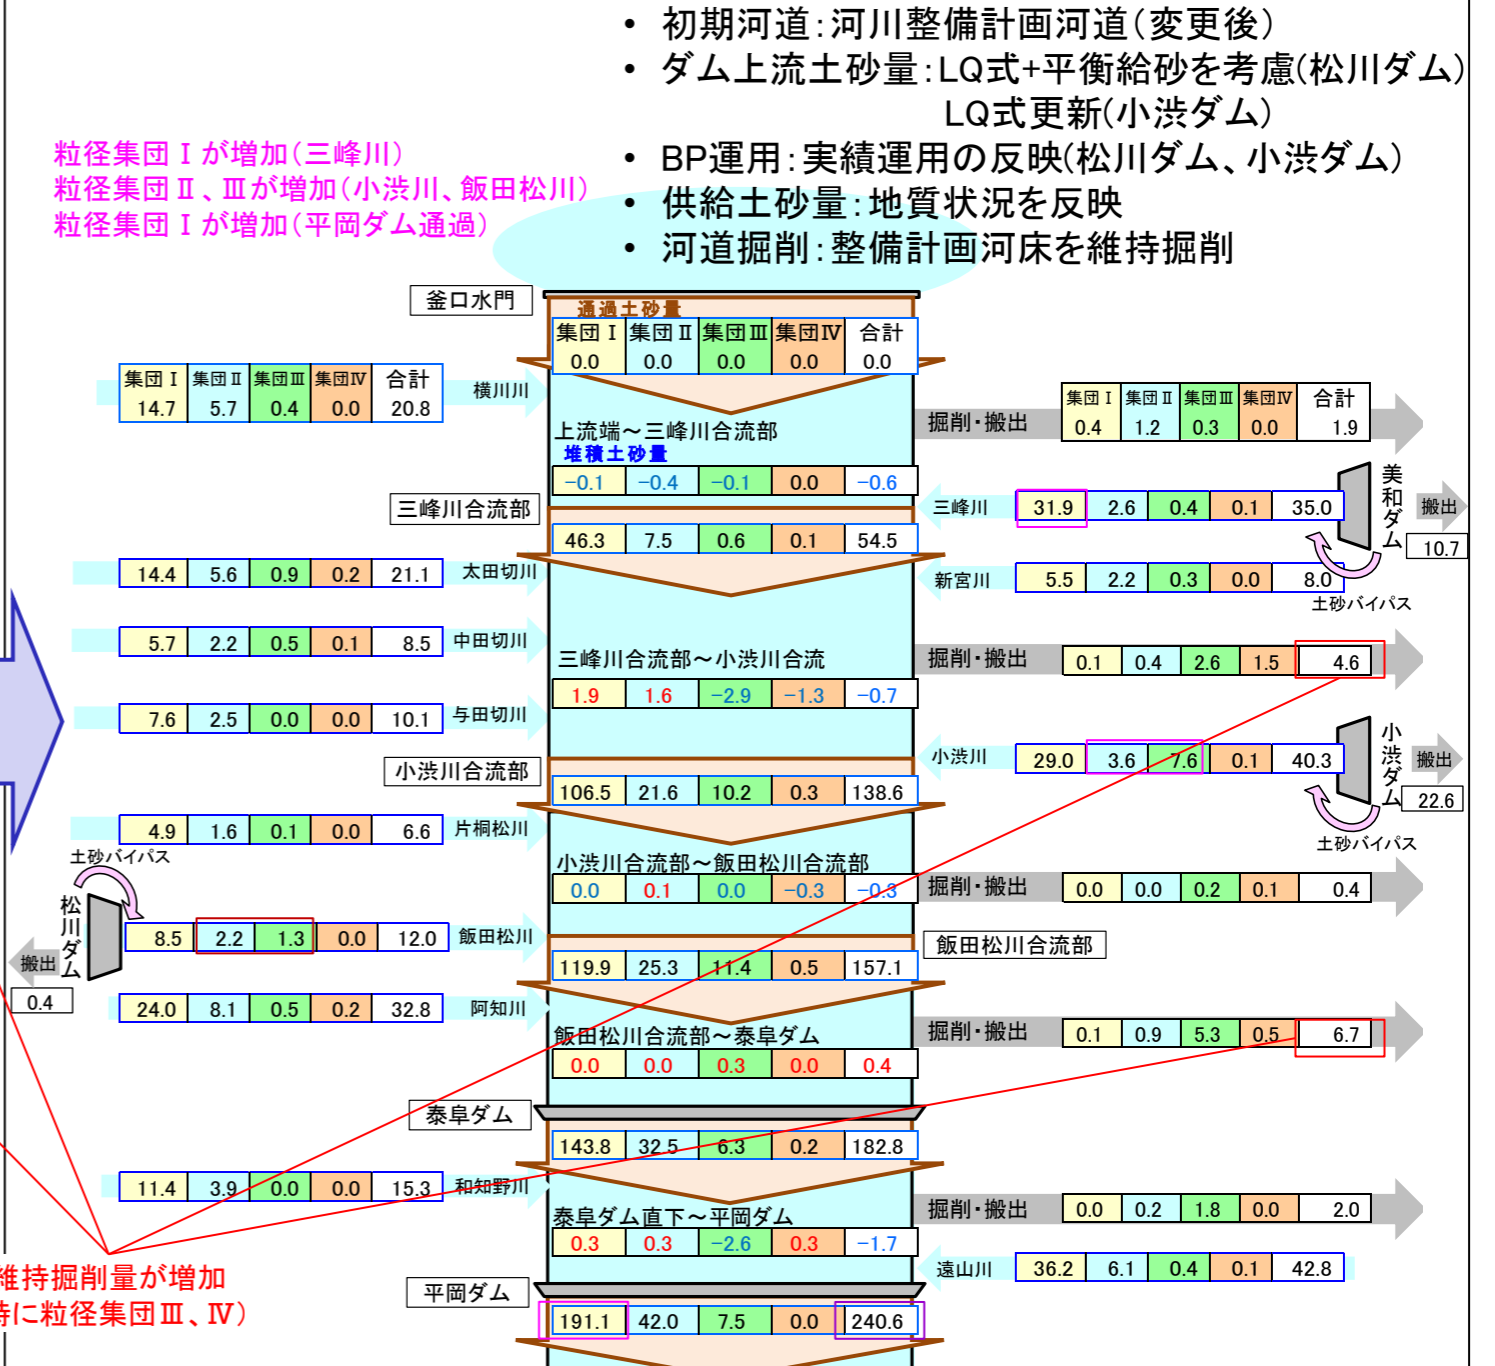 • 初期河道：河川整備計画河道（変更後）
• ダム上流土砂量：LQ式+平衡給砂を考慮(松川ダム)
LQ式更新(小渋ダム)
• BP運用：実績運用の反映(松川ダム、小渋ダム)
• 供給土砂量：地質状況を反映
• 河道掘削：整備計画河床を維持掘削
粒径集団Ⅰが増加（三峰川）
粒径集団Ⅱ、Ⅲが増加（小渋川、飯田松川）
粒径集団Ⅰが増加（平岡ダム通過）
釜口水門
通過土砂量
集団Ⅰ 集団Ⅱ 集団Ⅲ 集団Ⅳ 合計
0.0 0.0 0.0 0.0 0.0
集団Ⅰ 集団Ⅱ 集団Ⅲ 集団Ⅳ 合計
14.7 5.7 0.4 0.0 20.8
横川川
上流端～三峰川合流部
堆積土砂量
−0.1 −0.4 −0.1 0.0 −0.6
掘削・搬出
集団Ⅰ 集団Ⅱ 集団Ⅲ 集団Ⅳ 合計
0.4 1.2 0.3 0.0 1.9
三峰川合流部
三峰川
31.9 2.6 0.4 0.1 35.0
美和ダム
搬出
10.7
46.3 7.5 0.6 0.1 54.5
14.4 5.6 0.9 0.2 21.1
太田切川
新宮川
5.5 2.2 0.3 0.0 8.0
土砂バイパス
5.7 2.2 0.5 0.1 8.5
中田切川
三峰川合流部～小渋川合流
1.9 1.6 −2.9 −1.3 −0.7
掘削・搬出
0.1 0.4 2.6 1.5 4.6
7.6 2.5 0.0 0.0 10.1
与田切川
小渋川合流部
小渋川
29.0 3.6 7.6 0.1 40.3
小渋ダム
搬出
22.6
土砂バイパス
106.5 21.6 10.2 0.3 138.6
4.9 1.6 0.1 0.0 6.6
片桐松川
土砂バイパス
小渋川合流部～飯田松川合流部
0.0 0.1 0.0 −0.3 −0.3
掘削・搬出
0.0 0.0 0.2 0.1 0.4
松川ダム
搬出
0.4
8.5 2.2 1.3 0.0 12.0
飯田松川
飯田松川合流部
119.9 25.3 11.4 0.5 157.1
24.0 8.1 0.5 0.2 32.8
阿知川
飯田松川合流部～泰阜ダム
0.0 0.0 0.3 0.0 0.4
掘削・搬出
0.1 0.9 5.3 0.5 6.7
泰阜ダム
143.8 32.5 6.3 0.2 182.8
11.4 3.9 0.0 0.0 15.3
和知野川
泰阜ダム直下～平岡ダム
0.3 0.3 −2.6 0.3 −1.7
掘削・搬出
0.0 0.2 1.8 0.0 2.0
遠山川
36.2 6.1 0.4 0.1 42.8
維持掘削量が増加
特に粒径集団Ⅲ、Ⅳ）
平岡ダム
191.1 42.0 7.5 0.0 240.6